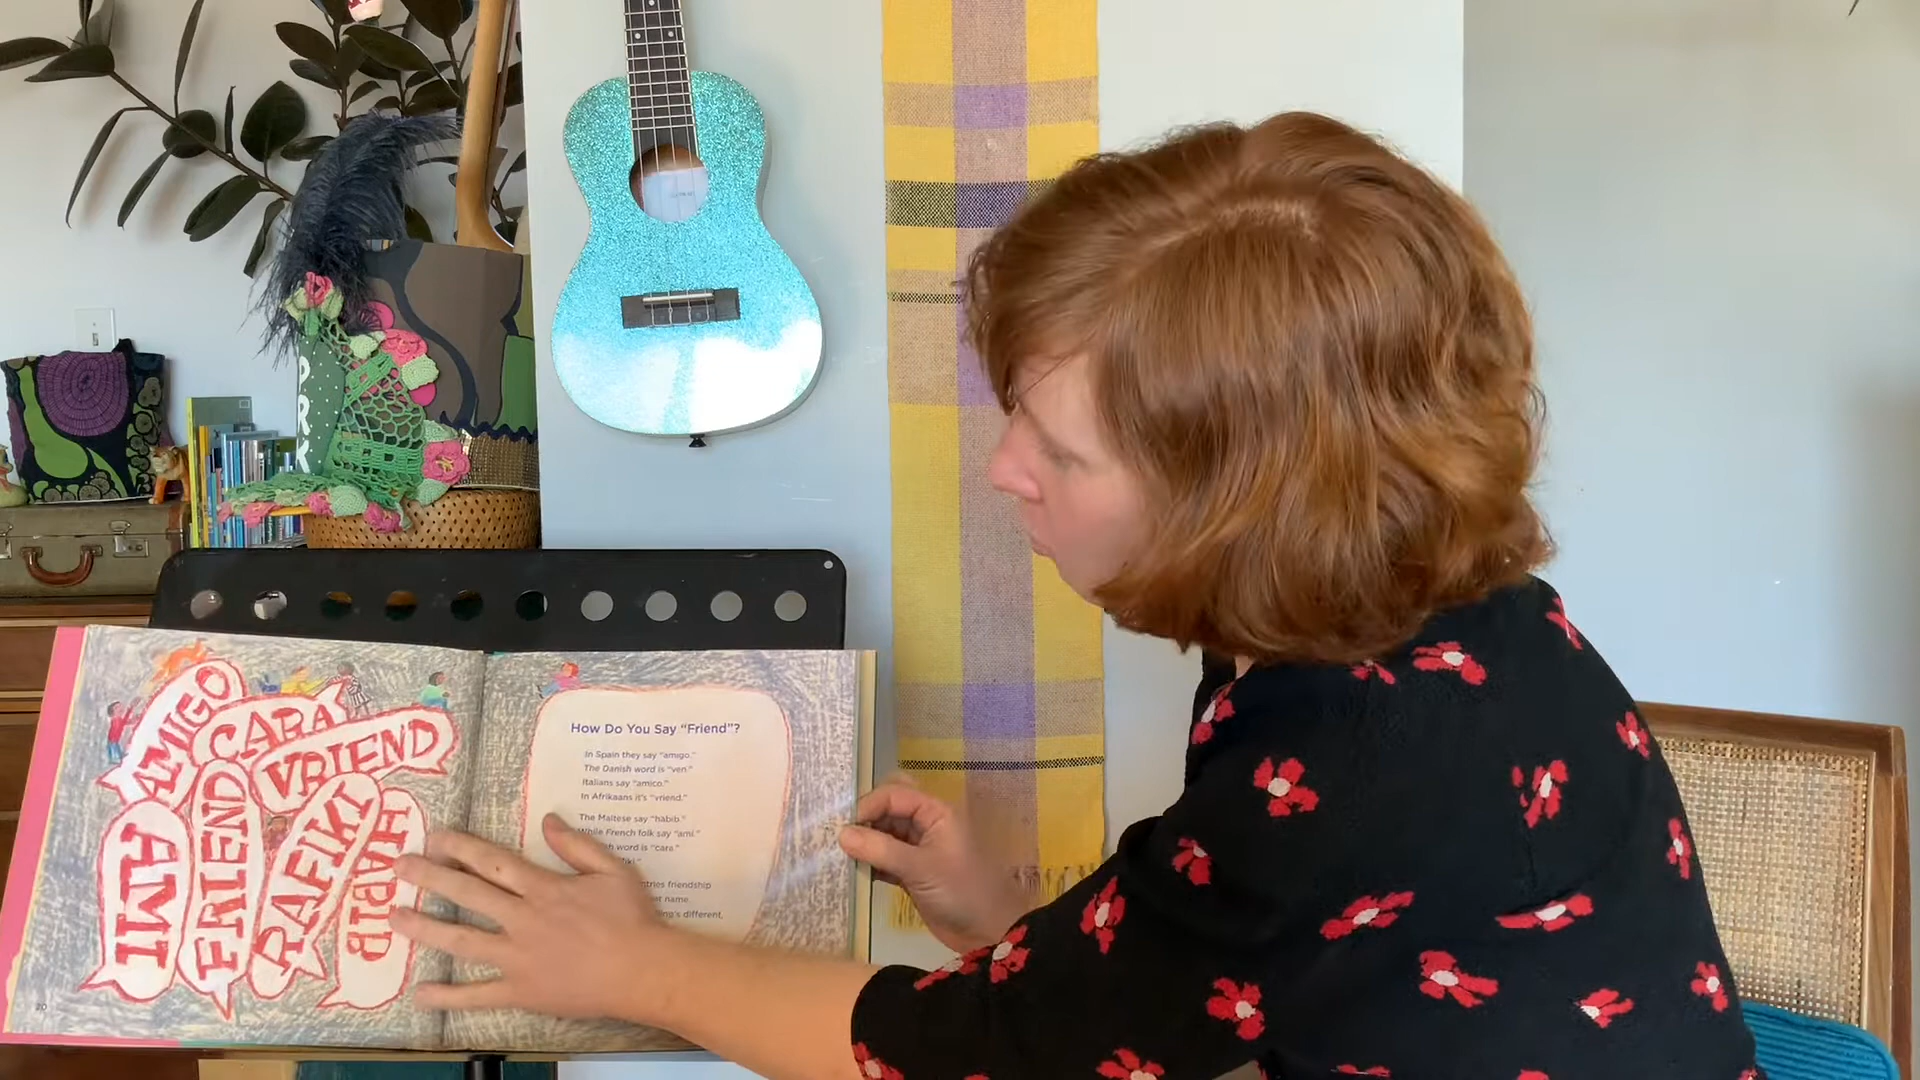 ORK
AMIGO
CARA
VRIEND
AMI
FRIEND
RAFIKI
HABIB
20
How Do You Say “Friend”?
In Spain they say “amigo.”
The Danish word is “ven.”
Italians say “amico.”
In Afrikaans it’s “vriend.”
The Maltese say “habib.”
While French folk say “ami.”
word is “cara.”
friendship
name.
different,